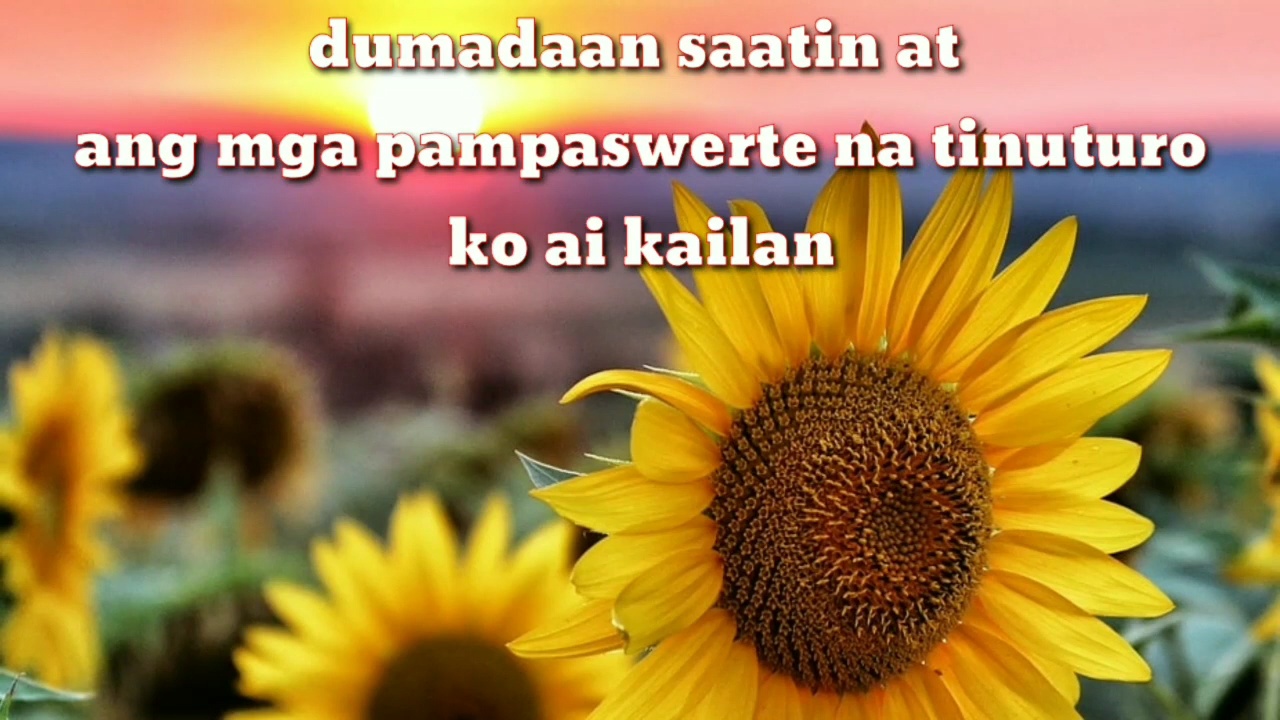 dumadaan saatin at
ang mga pampaswerte na tinuturo
ko ai kailan